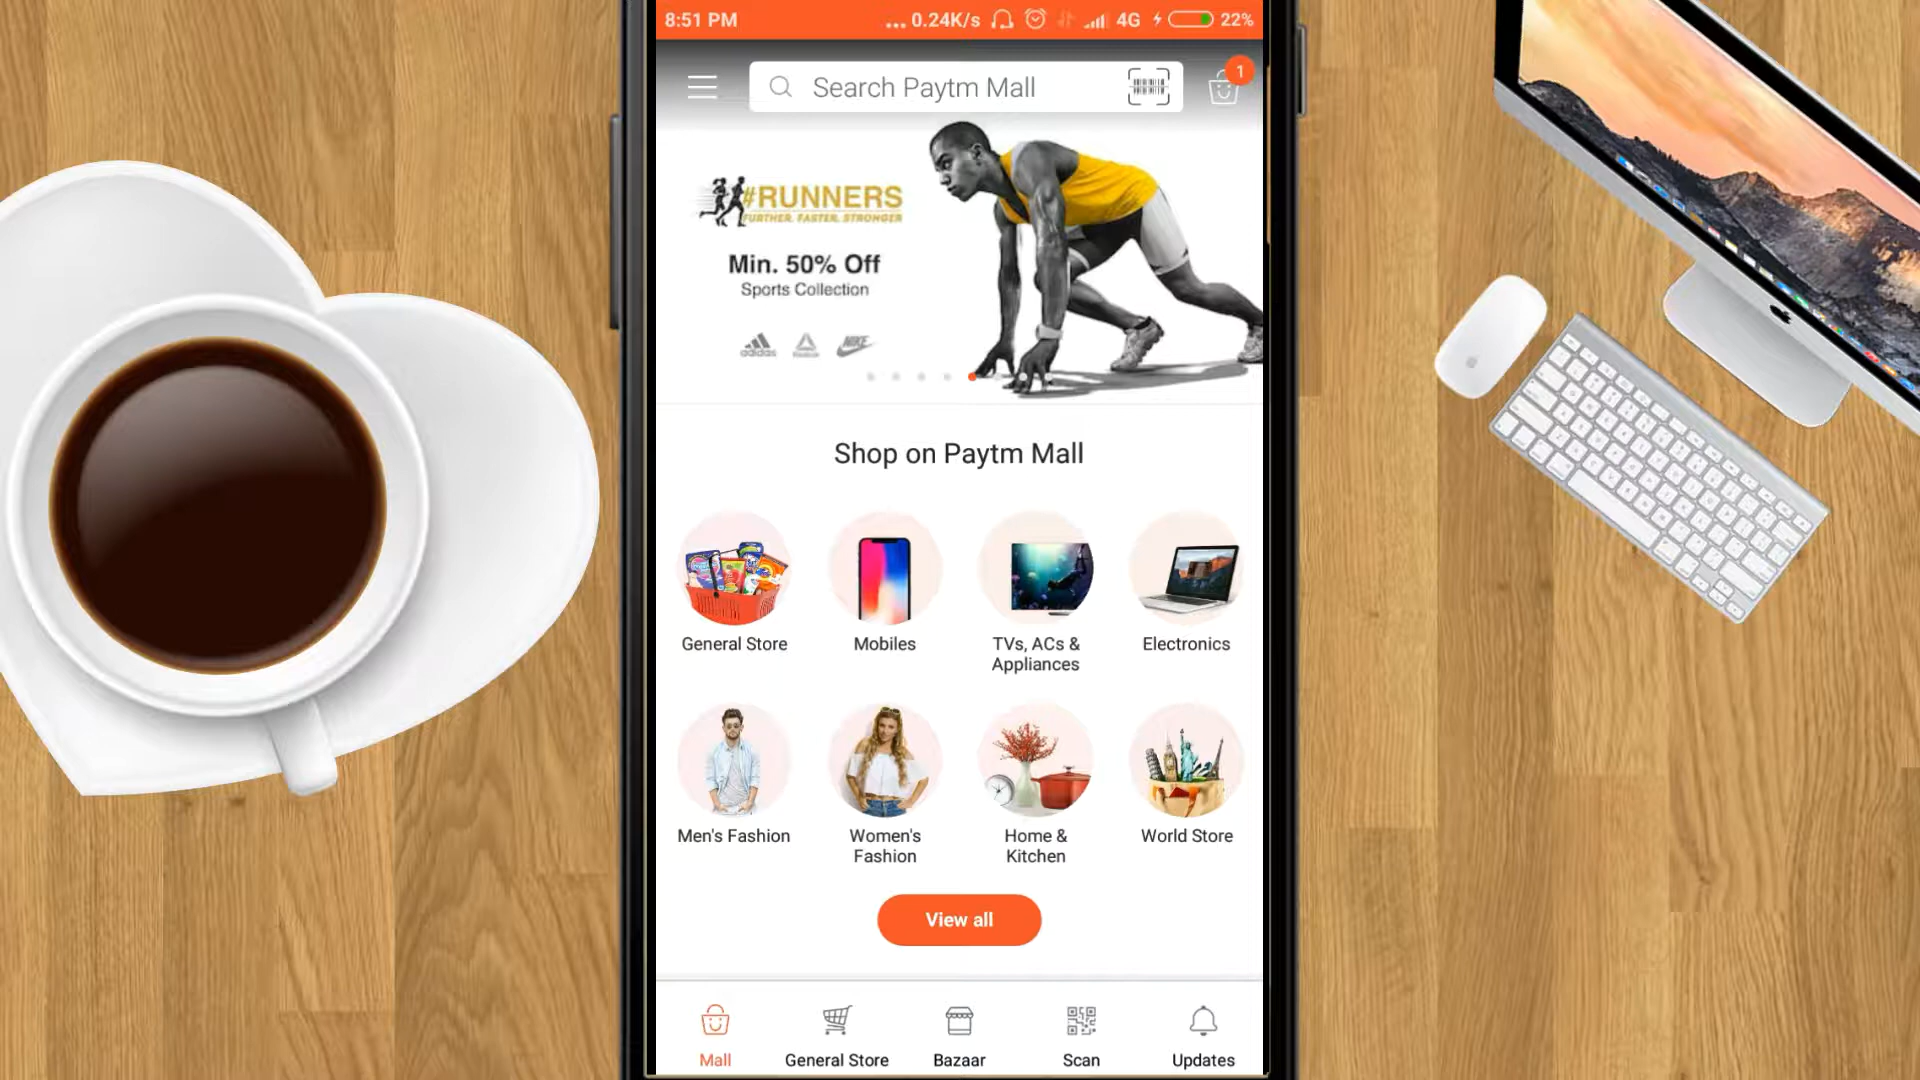 8:51 PM ... 0.24K/s 4G 22%
Search Paytm Mall
1
#RUNNERS
FURTHER. FASTER. STRONGER
Min. 50% Off
Sports Collection
adidas Reebok NIKE
Shop on Paytm Mall
General Store Mobiles TVs, ACs & Electronics
Appliances
Men's Fashion Women's Home & World Store
Fashion Kitchen
View all
Mall General Store Bazaar Scan Updates